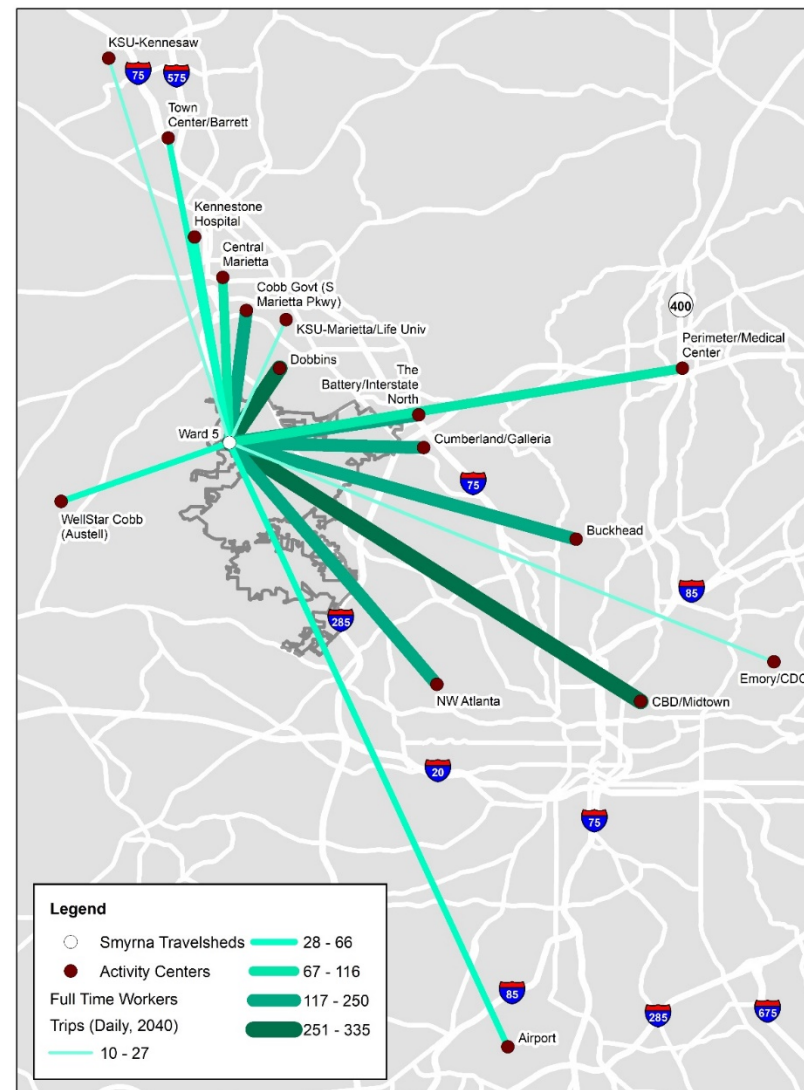 KSU-Kennesaw
75
575
Town
Center/Barrett
Kennestone
Hospital
Central
Marietta
Cobb Govt (S
Marietta Pkwy)
KSU-Marietta/Life Univ
400
Perimeter/Medical
Center
Dobbins
The
Battery/Interstate
North
Ward 5
Cumberland/Galleria
75
WellStar Cobb
(Austell)
Buckhead
85
285
Emory/CDC
NW Atlanta
CBD/Midtown
20
75
Legend
Smyrna Travelsheds
Activity Centers
Full Time Workers
Trips (Daily, 2040)
10 - 27
28 - 66
67 - 116
117 - 250
251 - 335
85
285
675
Airport